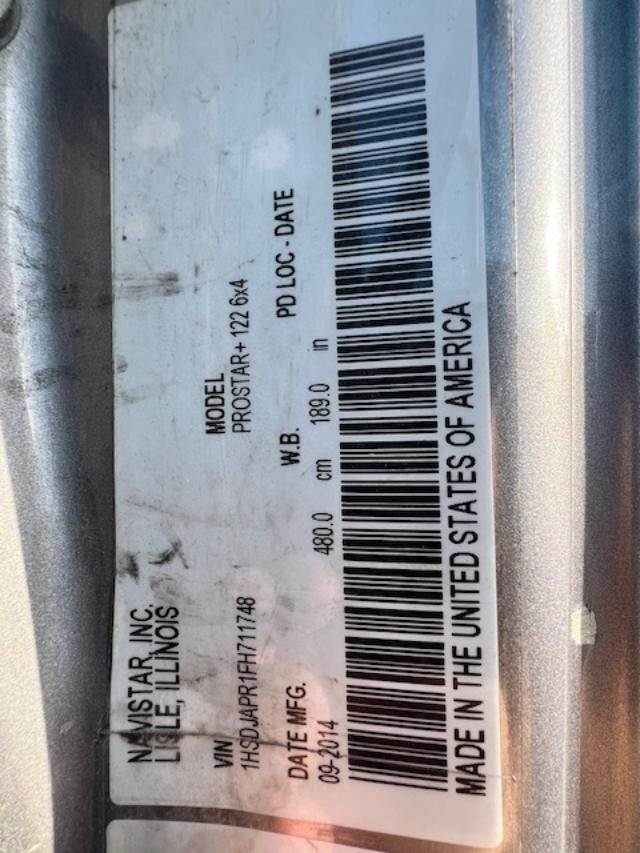 NAVISTAR, INC.
LISLE, ILLINOIS
MODEL
VIN
PROSTAR+ 122 6x4
1HSDJAPR1FH711748
W.B.
PD LOC - DATE
DATE MFG.
480.0 cm 189.0 in
09-2014
MADE IN THE UNITED STATES OF AMERICA